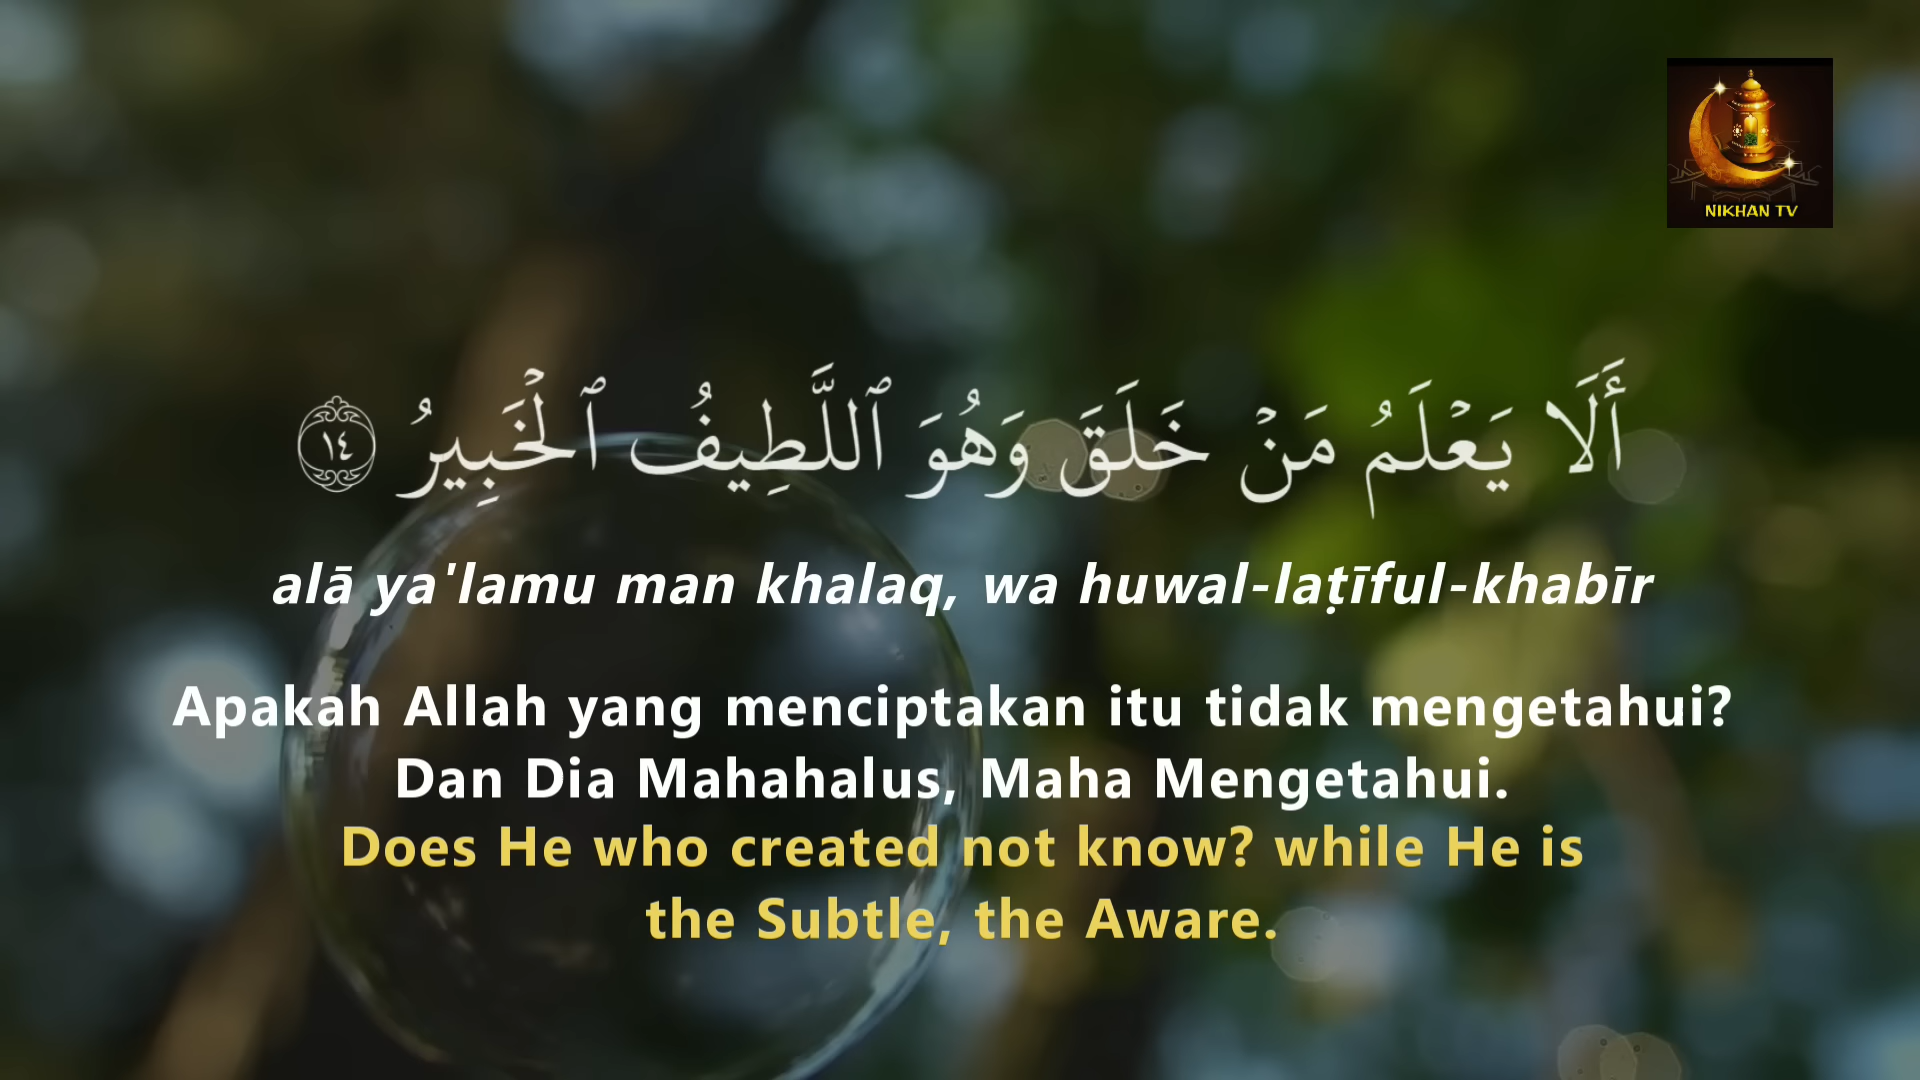 NIKHAN TV
أَلَا يَعْلَمُ مَنْ خَلَقَ وَهُوَ ٱللَّطِيفُ ٱلْخَبِيرُ ١٤
alā ya'lamu man khalaq, wa huwal-laṭīful-khabīr
Apakah Allah yang menciptakan itu tidak mengetahui?
Dan Dia Mahahalus, Maha Mengetahui.
Does He who created not know? while He is
the Subtle, the Aware.